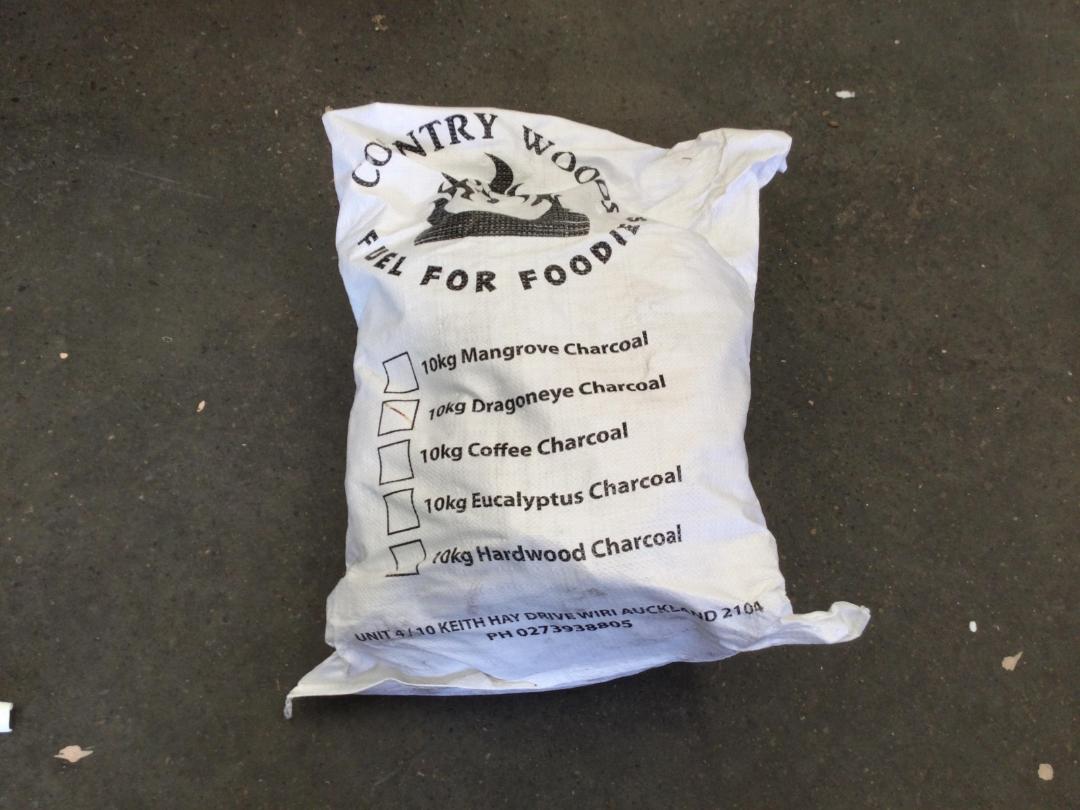 CONTRY WOODS
FUEL FOR FOODIES
10kg Mangrove Charcoal
10kg Dragoneye Charcoal
10kg Coffee Charcoal
10kg Eucalyptus Charcoal
10kg Hardwood Charcoal
UNIT 4/10 KEITH HAY DRIVE WIRI AUCKLAND 2104
PH 0273938805